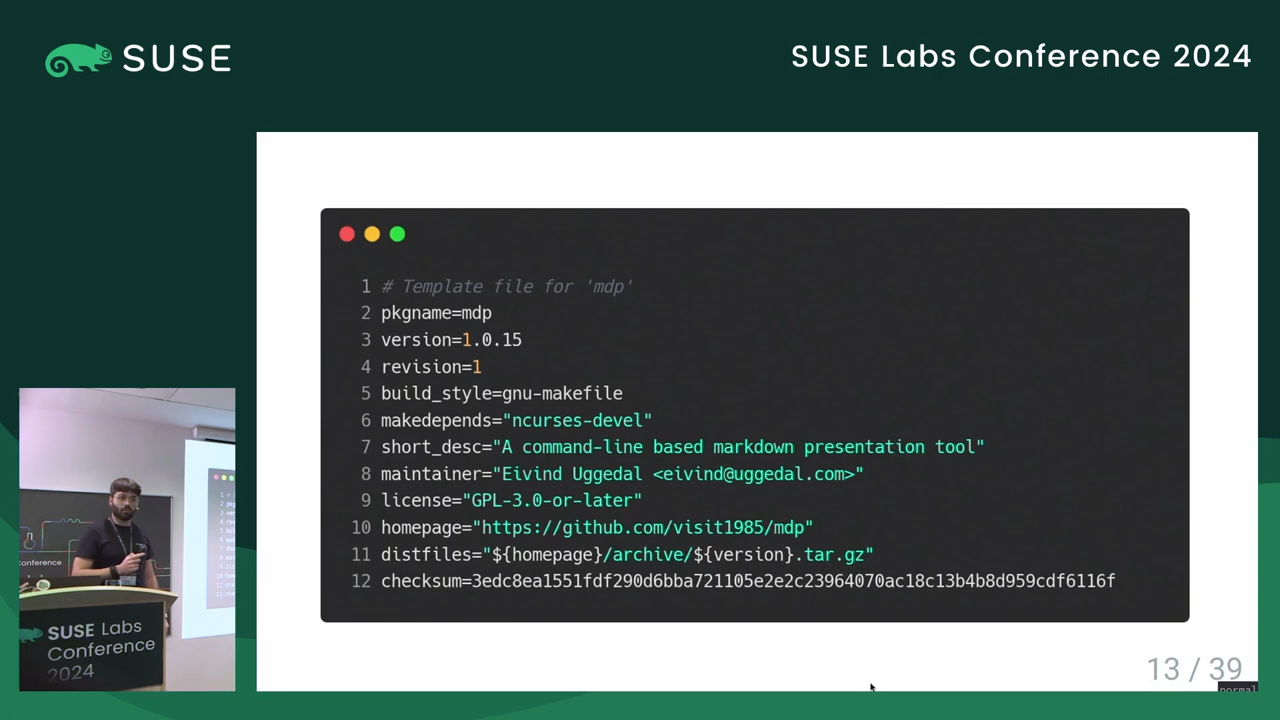 SUSE
SUSE Labs Conference 2024
1 # Template file for 'mdp'
2 pkgname=mdp
3 version=1.0.15
4 revision=1
5 build_style=gnu-makefile
6 makedepends="ncurses-devel"
7 short_desc="A command-line based markdown presentation tool"
8 maintainer="Eivind Uggedal <eivind@uggedal.com>"
9 license="GPL-3.0-or-later"
10 homepage="https://github.com/visit1985/mdp"
11 distfiles="${homepage}/archive/${version}.tar.gz"
12 checksum=3edc8ea1551fdf290d6bba721105e2e2c23964070ac18c13b4b8d959cdf6116f
13 / 39
normal
onference
SUSE Labs
Conference
2024